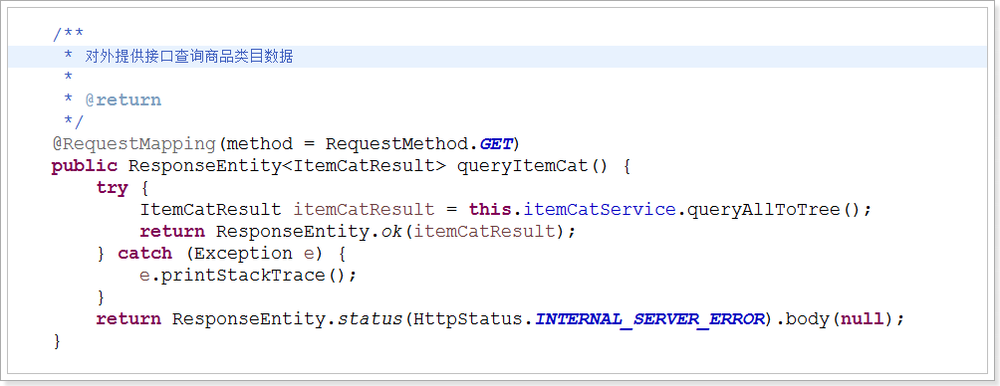 /**
 * 对外提供接口查询商品类目数据
 *
 * @return
 */
@RequestMapping(method = RequestMethod.GET)
public ResponseEntity<ItemCatResult> queryItemCat() {
    try {
        ItemCatResult itemCatResult = this.itemCatService.queryAllToTree();
        return ResponseEntity.ok(itemCatResult);
    } catch (Exception e) {
        e.printStackTrace();
    }
    return ResponseEntity.status(HttpStatus.INTERNAL_SERVER_ERROR).body(null);
}